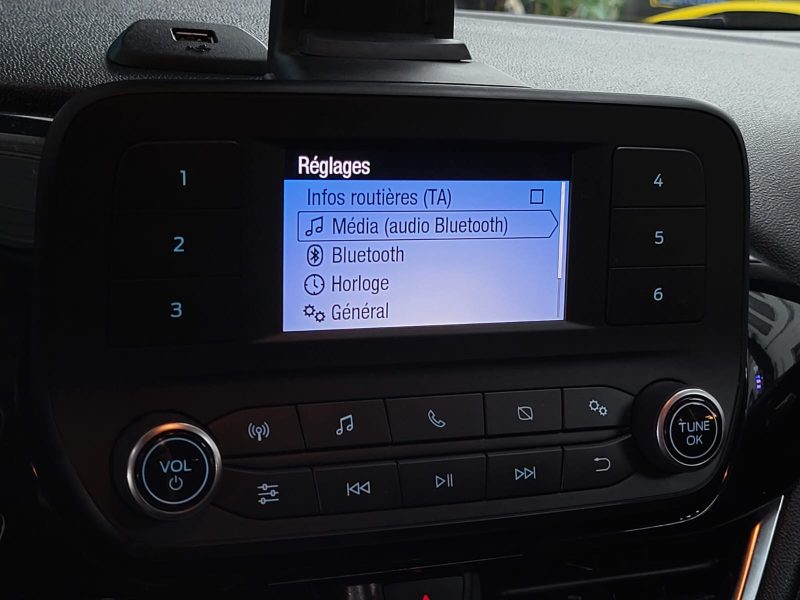 Réglages
Infos routières (TA)
Média (audio Bluetooth)
Bluetooth
Horloge
Général
1
2
3
4
5
6
VOL
TUNE
OK